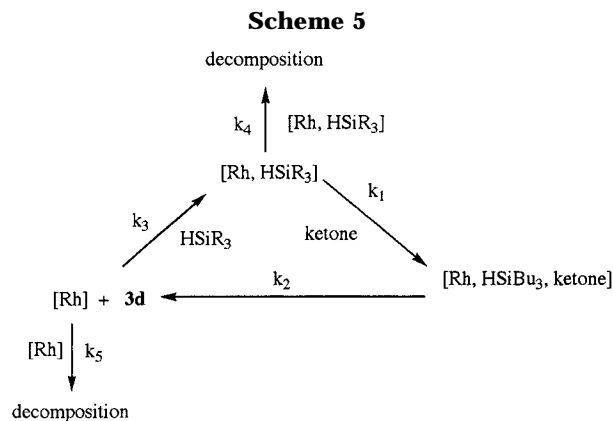 Scheme 5
decomposition
k4 [Rh, HSiR3]
[Rh, HSiR3]
k3 k1
HSiR3 ketone
k2 [Rh, HSiBu3, ketone]
[Rh] + 3d
[Rh] k5
decomposition